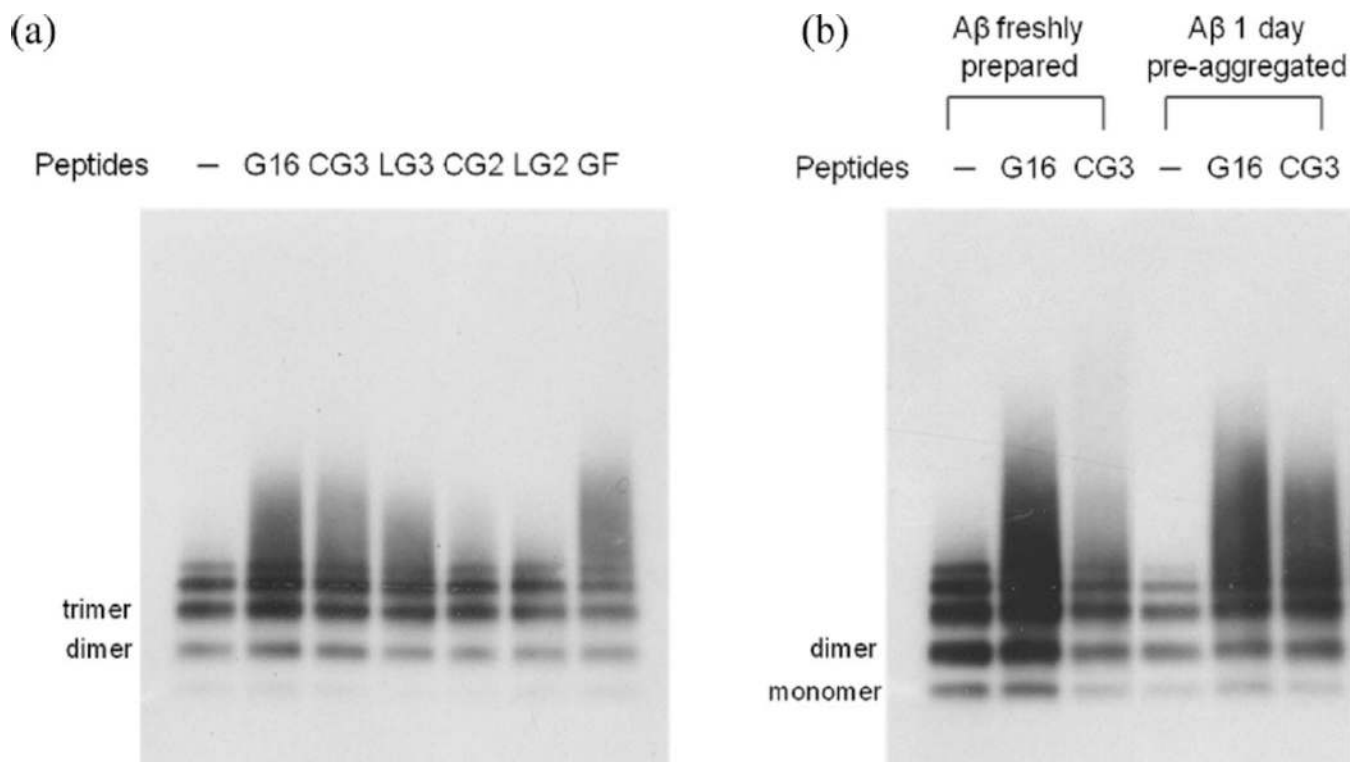 (a)
Peptides – G16 CG3 LG3 CG2 LG2 GF
trimer
dimer
(b)
Aβ freshly
prepared
Aβ 1 day
pre-aggregated
Peptides – G16 CG3 – G16 CG3
dimer
monomer